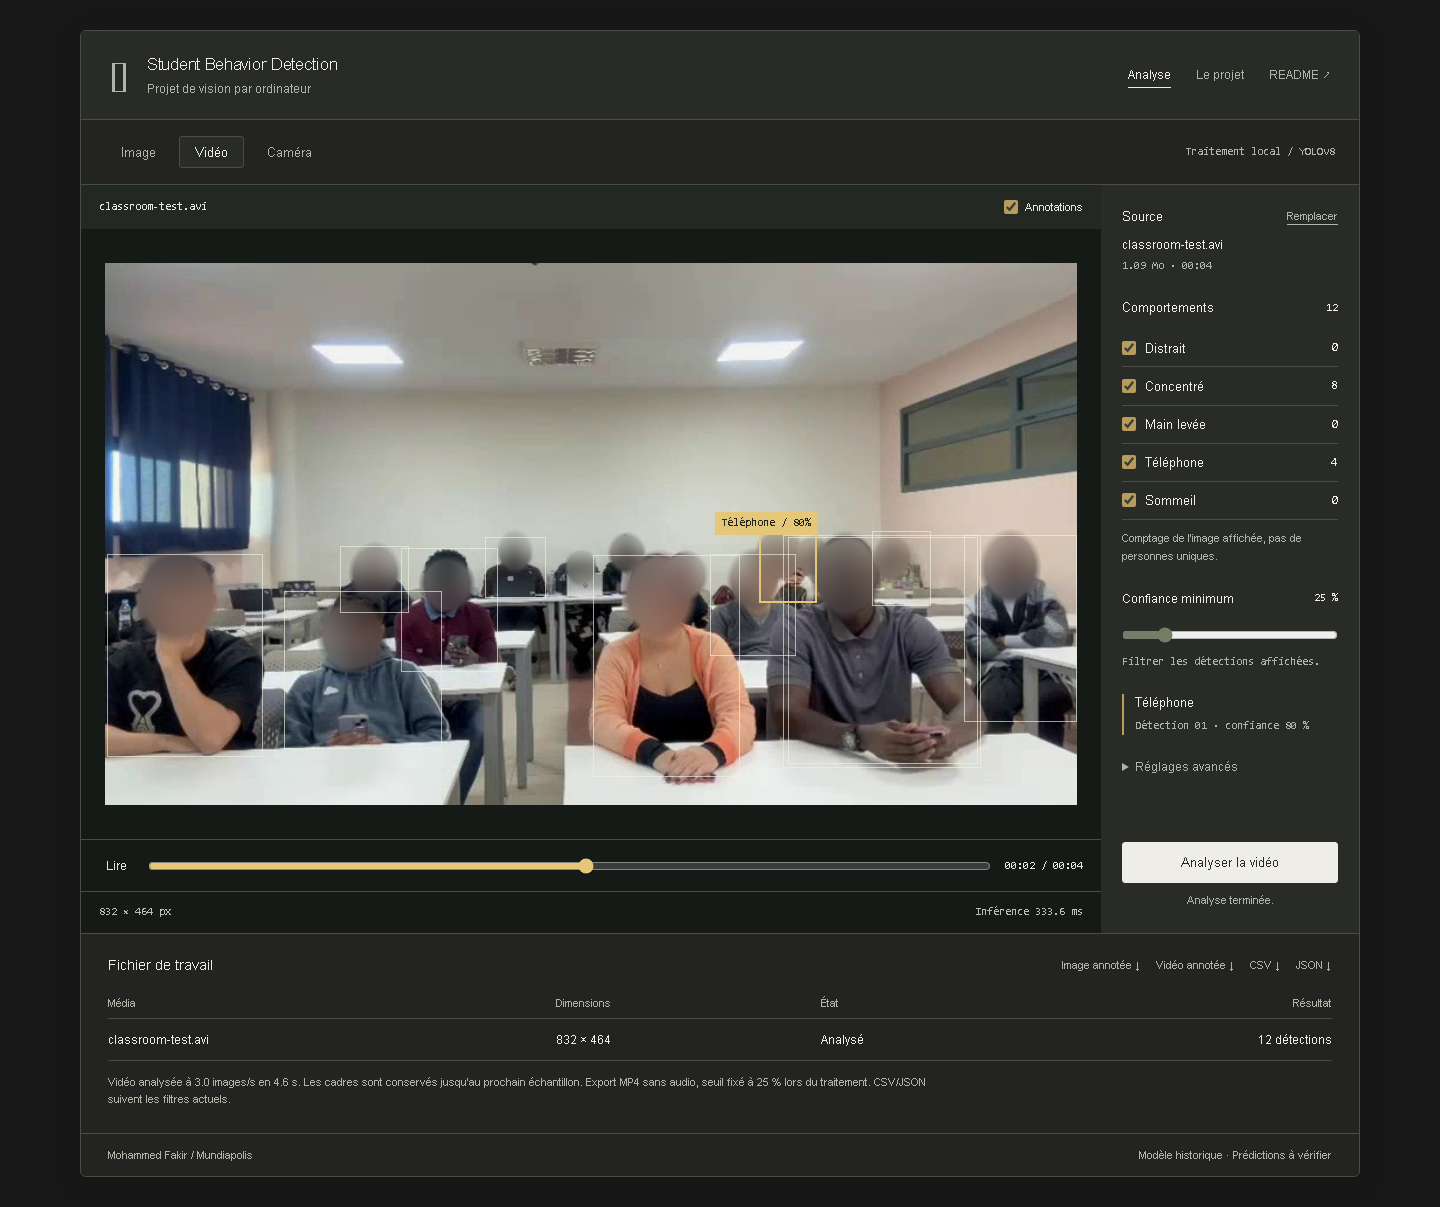 Student Behavior Detection
Projet de vision par ordinateur
Analyse
Le projet
README ↗
Image
Vidéo
Caméra
Traitement local / YOLOv8
classroom-test.avi
Annotations
Téléphone / 80%
Lire
00:02 / 00:04
832 × 464 px
Inférence 333.6 ms
Source
Remplacer
classroom-test.avi
1.09 Mo · 00:04
Comportements
12
Distrait
0
Concentré
8
Main levée
0
Téléphone
4
Sommeil
0
Comptage de l'image affichée, pas de
personnes uniques.
Confiance minimum
25 %
Filtrer les détections affichées.
Téléphone
Détection 01 · confiance 80 %
Réglages avancés
Analyser la vidéo
Analyse terminée.
Fichier de travail
Image annotée ↓
Vidéo annotée ↓
CSV ↓
JSON ↓
Média
Dimensions
État
Résultat
classroom-test.avi
832 × 464
Analysé
12 détections
Vidéo analysée à 3.0 images/s en 4.6 s. Les cadres sont conservés jusqu'au prochain échantillon. Export MP4 sans audio, seuil fixé à 25 % lors du traitement. CSV/JSON
suivent les filtres actuels.
Mohammed Fakir / Mundiapolis
Modèle historique · Prédictions à vérifier